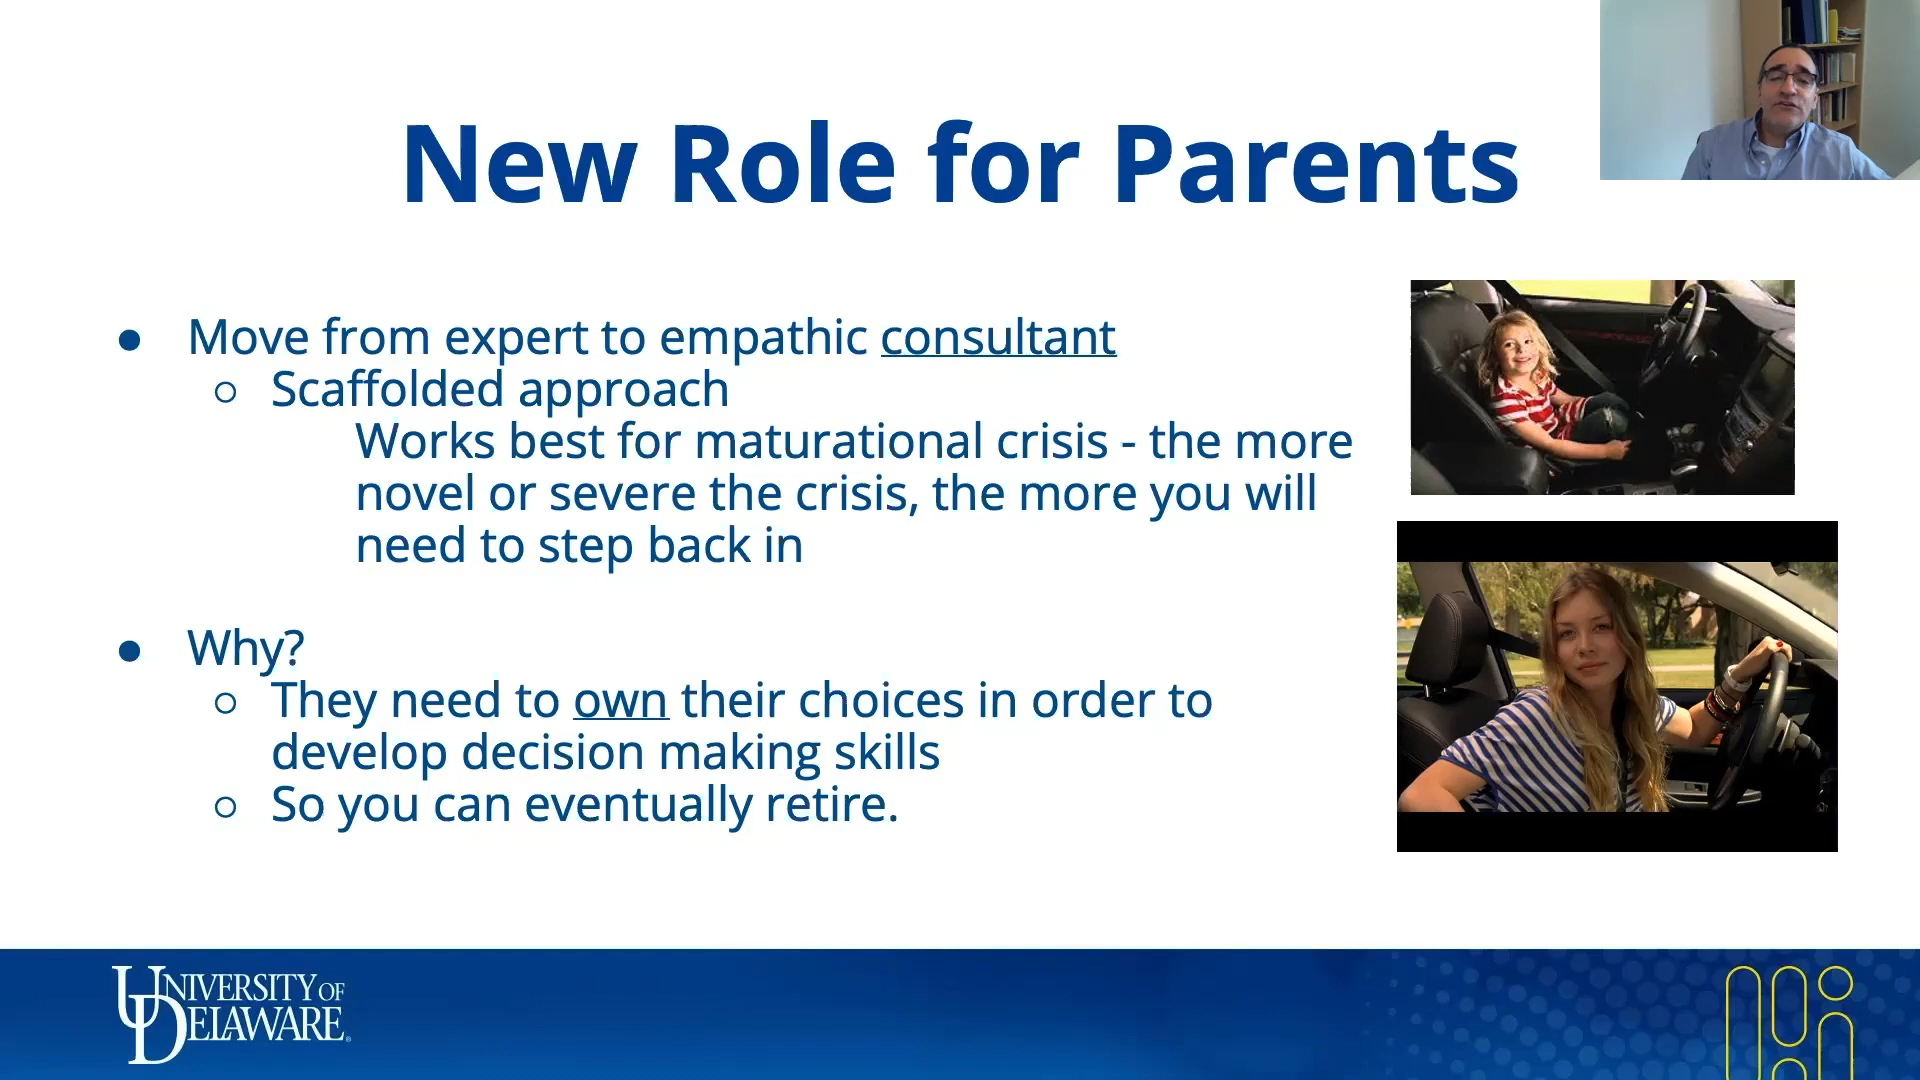 New Role for Parents
● Move from expert to empathic consultant
○ Scaffolded approach
Works best for maturational crisis - the more
novel or severe the crisis, the more you will
need to step back in
● Why?
○ They need to own their choices in order to
develop decision making skills
○ So you can eventually retire.
UNIVERSITY OF
DELAWARE®